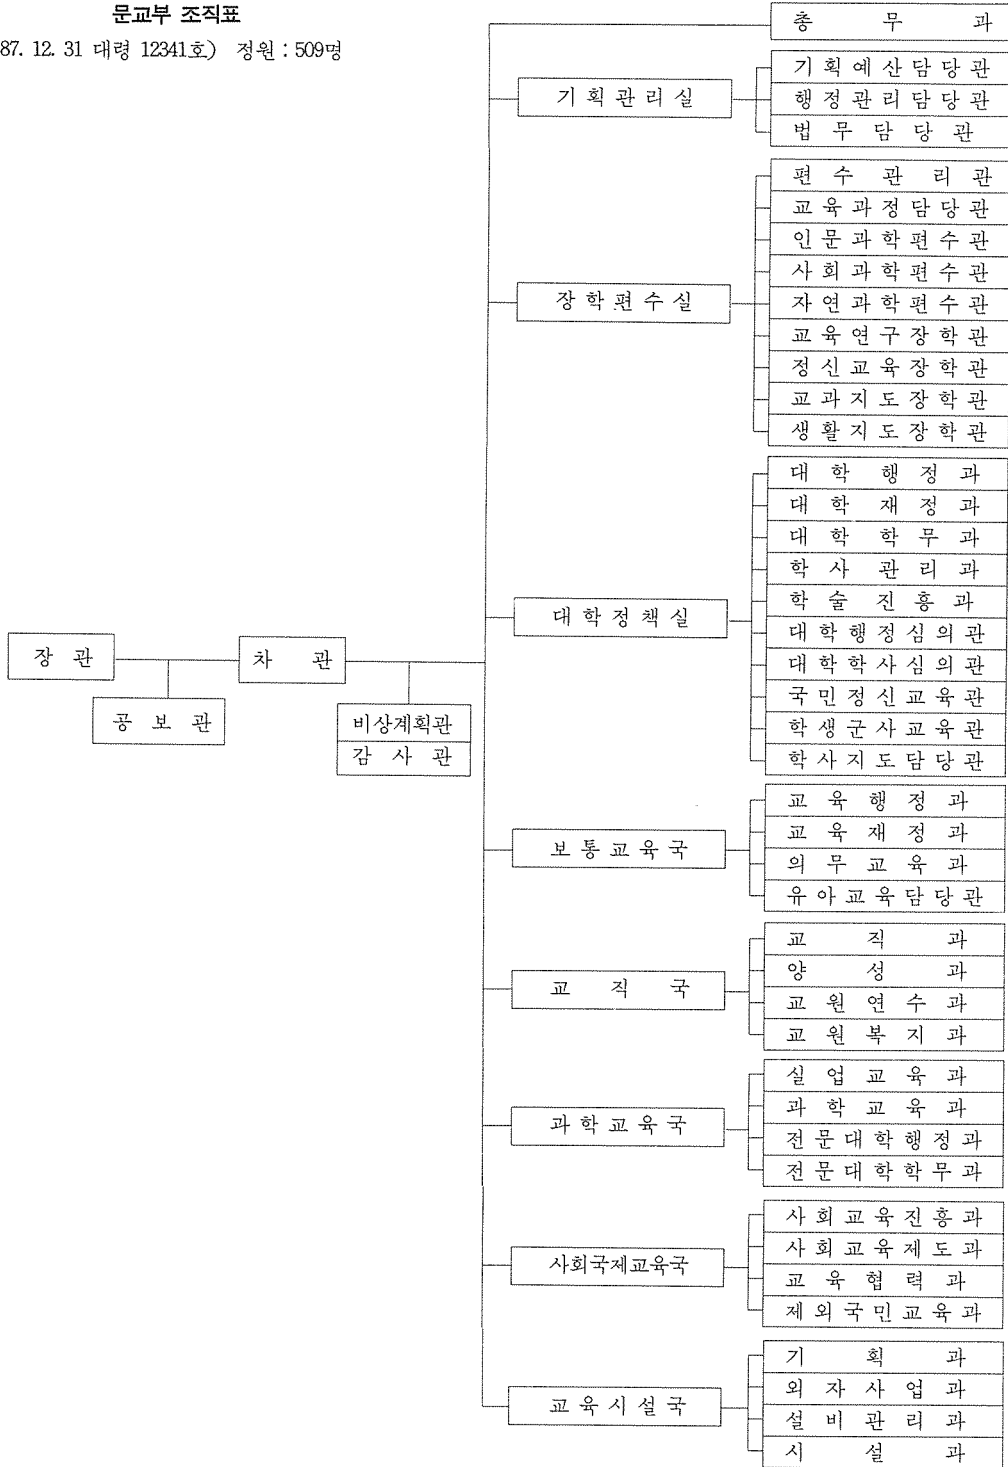 문교부 조직표
87. 12. 31 대령 12341호) 정원 : 509명
장 관
공 보 관
차 관
비상계획관
감 사 관
총 무 과
기 획 관 리 실
기 획 예 산 담 당 관
행 정 관 리 담 당 관
법 무 담 당 관
장 학 편 수 실
편 수 관 리 관
교 육 과 정 담 당 관
인 문 과 학 편 수 관
사 회 과 학 편 수 관
자 연 과 학 편 수 관
교 육 연 구 장 학 관
정 신 교 육 장 학 관
교 과 지 도 장 학 관
생 활 지 도 장 학 관
대 학 정 책 실
대 학 행 정 과
대 학 재 정 과
대 학 학 무 과
학 사 관 리 과
학 술 진 흥 과
대 학 행 정 심 의 관
대 학 학 사 심 의 관
국 민 정 신 교 육 관
학 생 군 사 교 육 관
학 사 지 도 담 당 관
보 통 교 육 국
교 육 행 정 과
교 육 재 정 과
의 무 교 육 과
유 아 교 육 담 당 관
교 직 국
교 직 과
양 성 과
교 원 연 수 과
교 원 복 지 과
과 학 교 육 국
실 업 교 육 과
과 학 교 육 과
전 문 대 학 행 정 과
전 문 대 학 학 무 과
사회국제교육국
사 회 교 육 진 흥 과
사 회 교 육 제 도 과
교 육 협 력 과
제 외 국 민 교 육 과
교 육 시 설 국
기 획 과
외 자 사 업 과
설 비 관 리 과
시 설 과